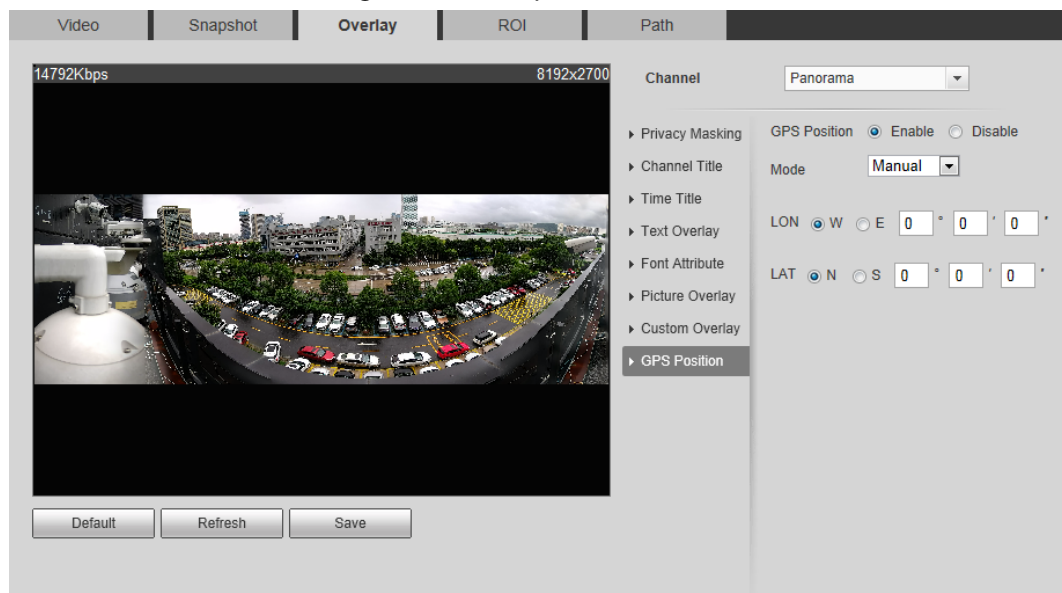 Video Snapshot Overlay ROI Path
14792Kbps 8192x2700
Channel Panorama
Privacy Masking
Channel Title
Time Title
Text Overlay
Font Attribute
Picture Overlay
Custom Overlay
GPS Position
GPS Position Enable Disable
Mode Manual
LON W E 0 ° 0 ' 0 "
LAT N S 0 ° 0 ' 0 "
Default Refresh Save